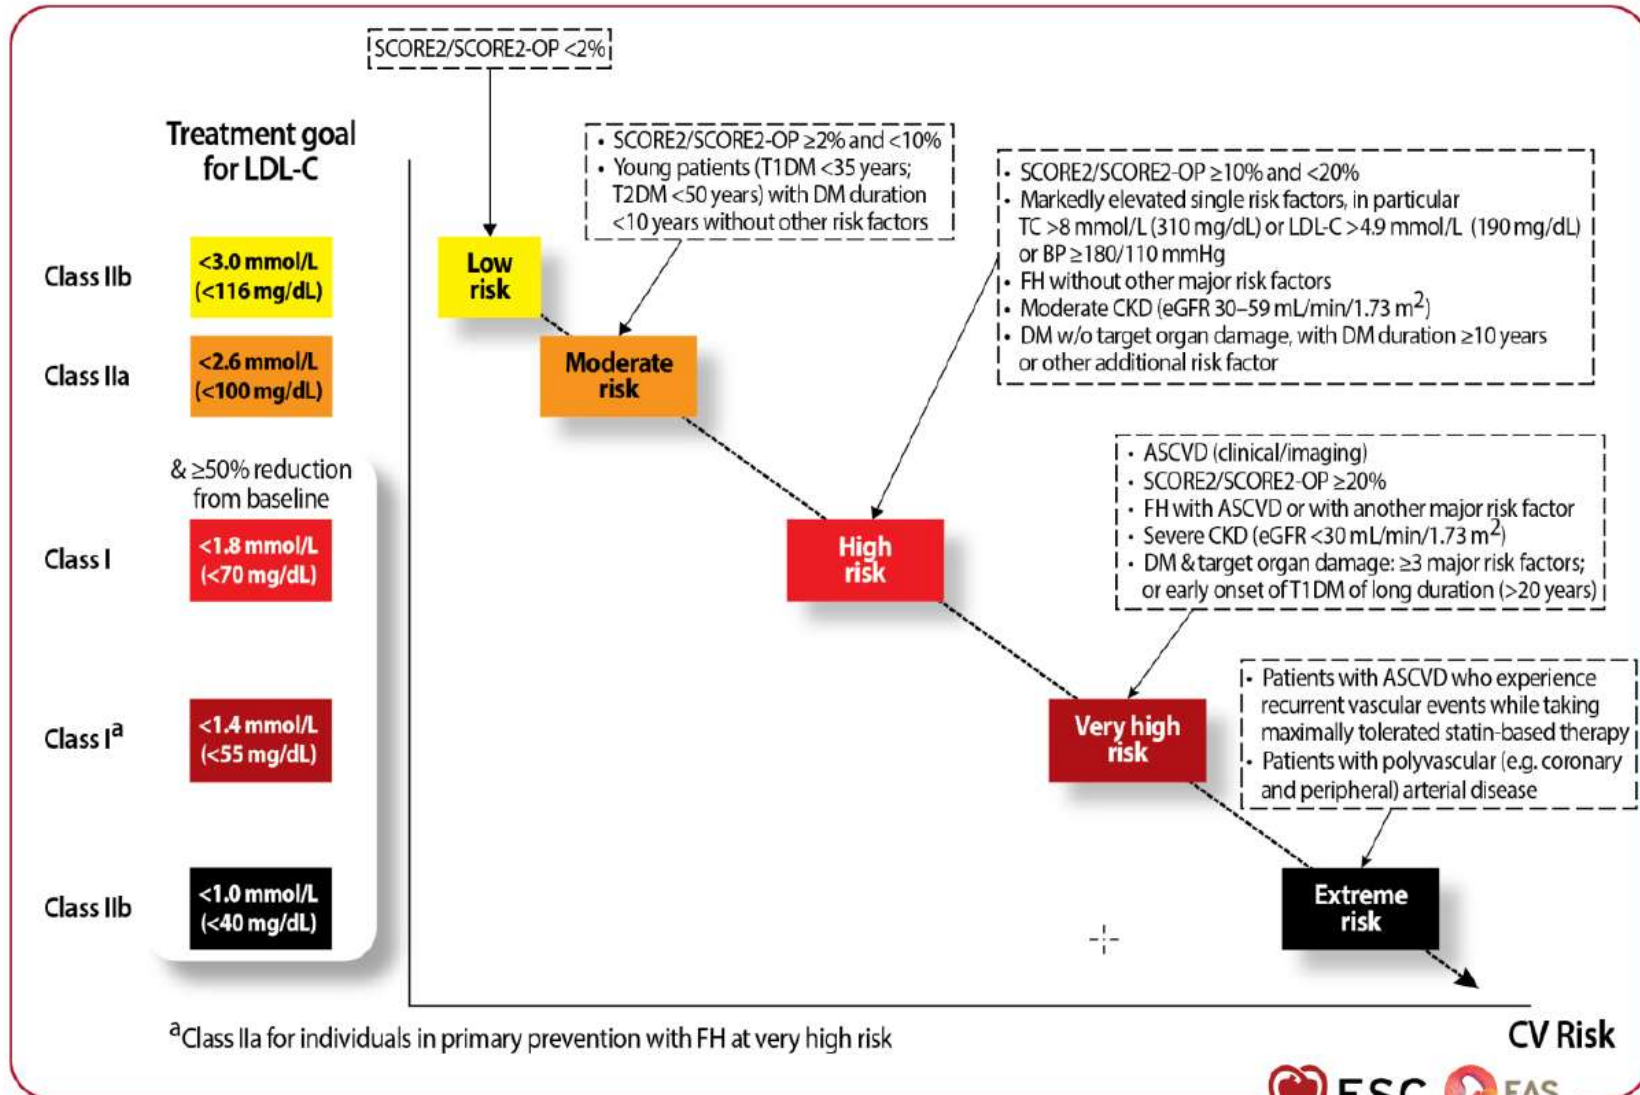 SCORE2/SCORE2-OP <2%
Treatment goal
for LDL-C
• SCORE2/SCORE2-OP ≥2% and <10%
• Young patients (T1DM <35 years;
T2DM <50 years) with DM duration
<10 years without other risk factors
• SCORE2/SCORE2-OP ≥10% and <20%
• Markedly elevated single risk factors, in particular
TC >8 mmol/L (310 mg/dL) or LDL-C >4.9 mmol/L (190 mg/dL)
or BP ≥180/110 mmHg
• FH without other major risk factors
• Moderate CKD (eGFR 30–59 mL/min/1.73 m²)
• DM w/o target organ damage, with DM duration ≥10 years
or other additional risk factor
Class IIb
<3.0 mmol/L
(<116 mg/dL)
Low
risk
Class IIa
<2.6 mmol/L
(<100 mg/dL)
Moderate
risk
& ≥50% reduction
from baseline
• ASCVD (clinical/imaging)
• SCORE2/SCORE2-OP ≥20%
• FH with ASCVD or with another major risk factor
• Severe CKD (eGFR <30 mL/min/1.73 m²)
• DM & target organ damage: ≥3 major risk factors;
or early onset of T1DM of long duration (>20 years)
Class I
<1.8 mmol/L
(<70 mg/dL)
High
risk
• Patients with ASCVD who experience
recurrent vascular events while taking
maximally tolerated statin-based therapy
• Patients with polyvascular (e.g. coronary
and peripheral) arterial disease
Class Iᵃ
<1.4 mmol/L
(<55 mg/dL)
Very high
risk
Class IIb
<1.0 mmol/L
(<40 mg/dL)
Extreme
risk
ᵃClass IIa for individuals in primary prevention with FH at very high risk
CV Risk
ESC
EAS